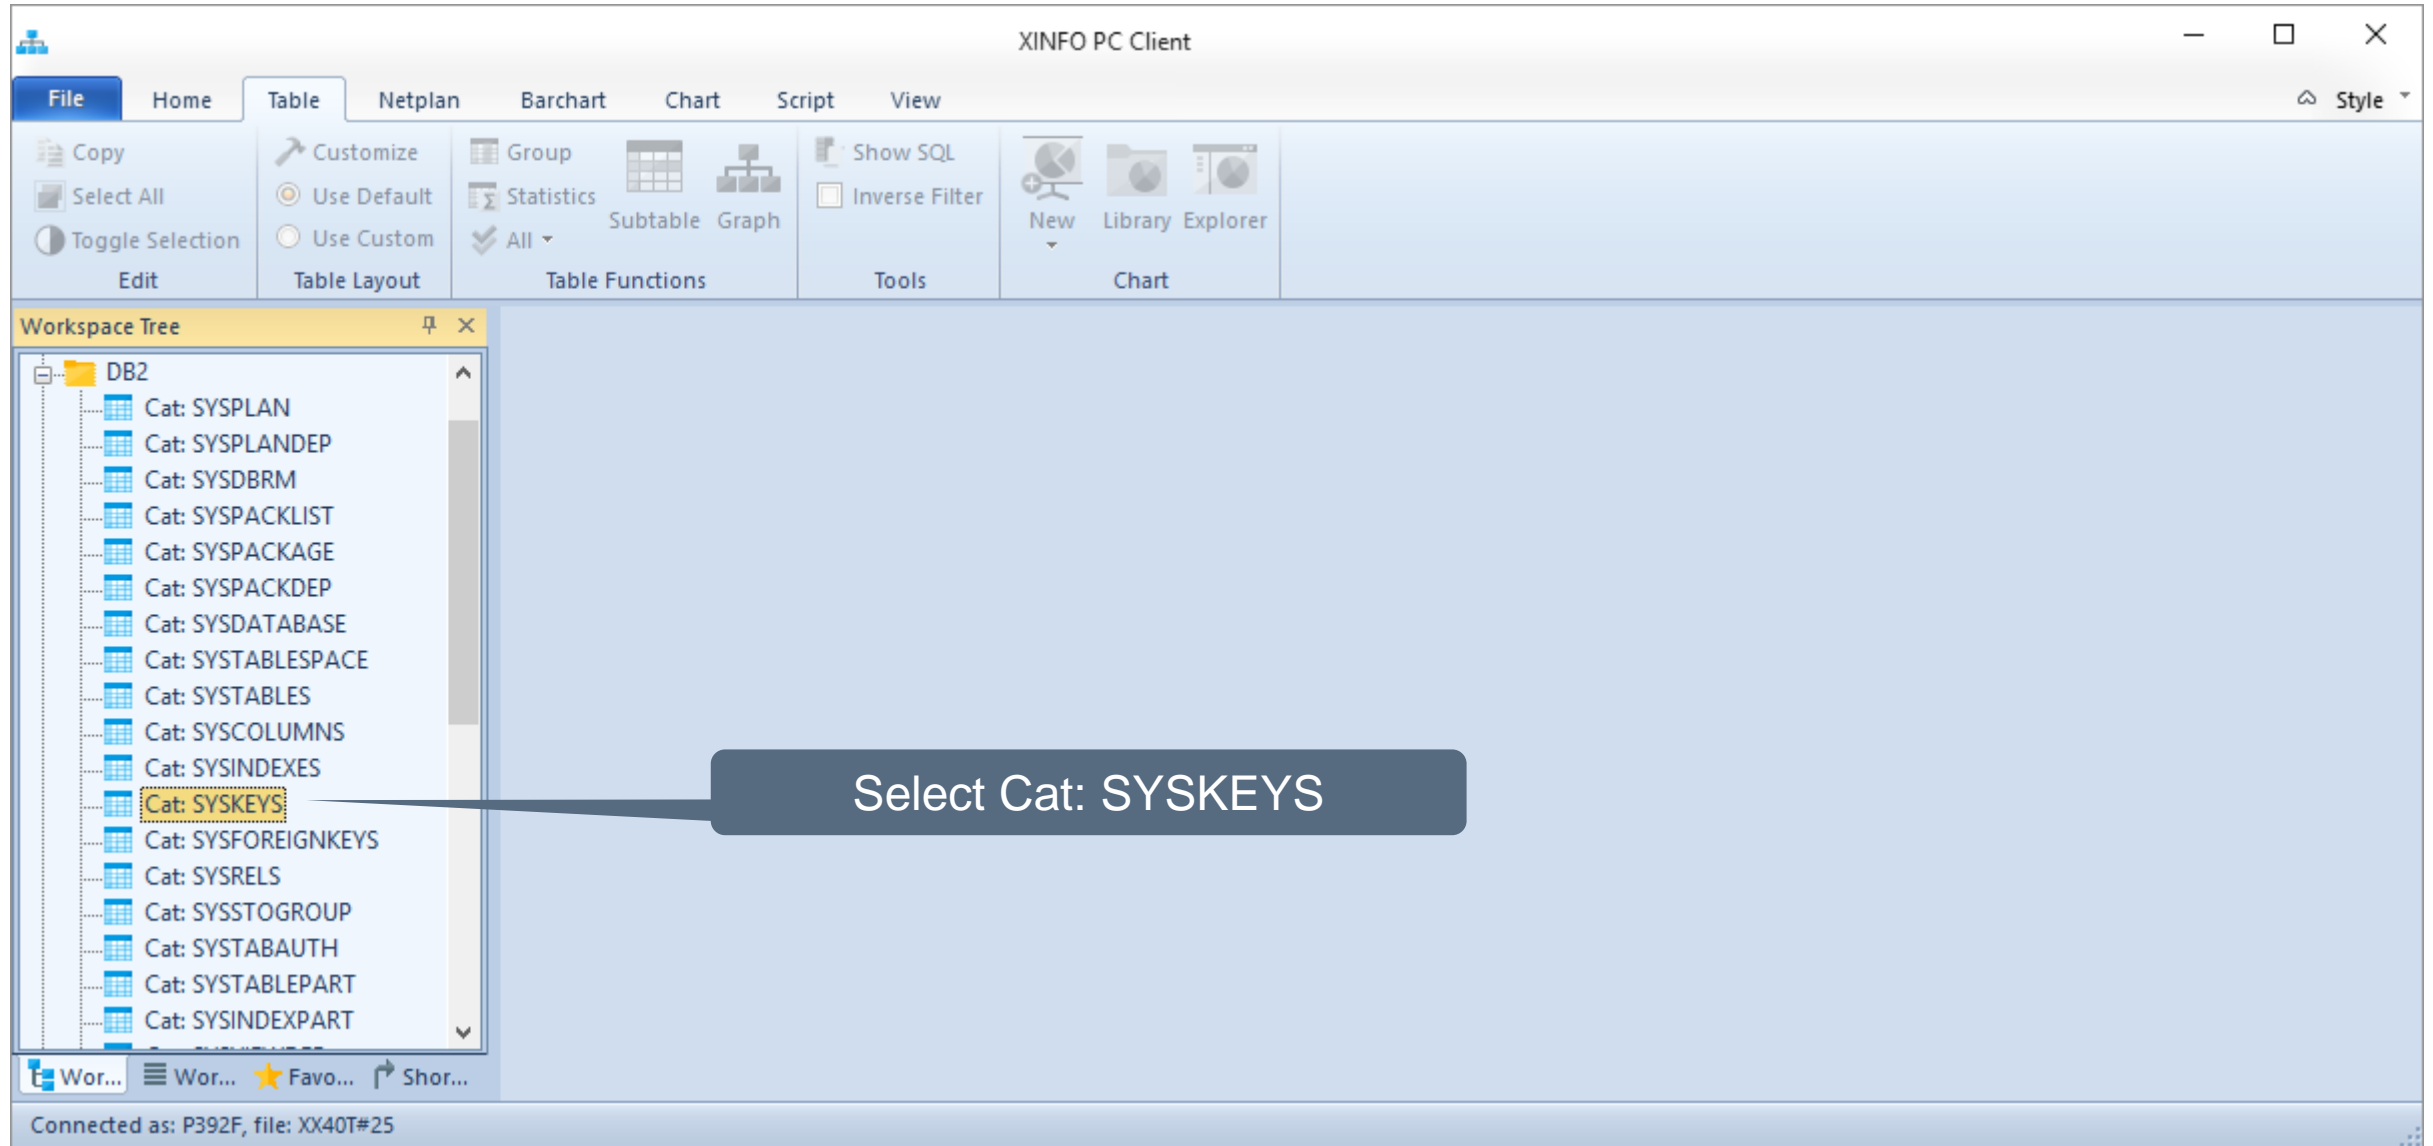 XINFO PC Client
File Home Table Netplan Barchart Chart Script View Style
Copy Customize Group Show SQL
Select All Use Default Statistics Inverse Filter
Subtable Graph New Library Explorer
Toggle Selection Use Custom All
Edit Table Layout Table Functions Tools Chart
Workspace Tree
DB2
Cat: SYSPLAN
Cat: SYSPLANDEP
Cat: SYSDBRM
Cat: SYSPACKLIST
Cat: SYSPACKAGE
Cat: SYSPACKDEP
Cat: SYSDATABASE
Cat: SYSTABLESPACE
Cat: SYSTABLES
Cat: SYSCOLUMNS
Cat: SYSINDEXES
Cat: SYSKEYS
Select Cat: SYSKEYS
Cat: SYSFOREIGNKEYS
Cat: SYSRELS
Cat: SYSSTOGROUP
Cat: SYSTABAUTH
Cat: SYSTABLEPART
Cat: SYSINDEXPART
Wor... Wor... Favo... Shor...
Connected as: P392F, file: XX40T#25